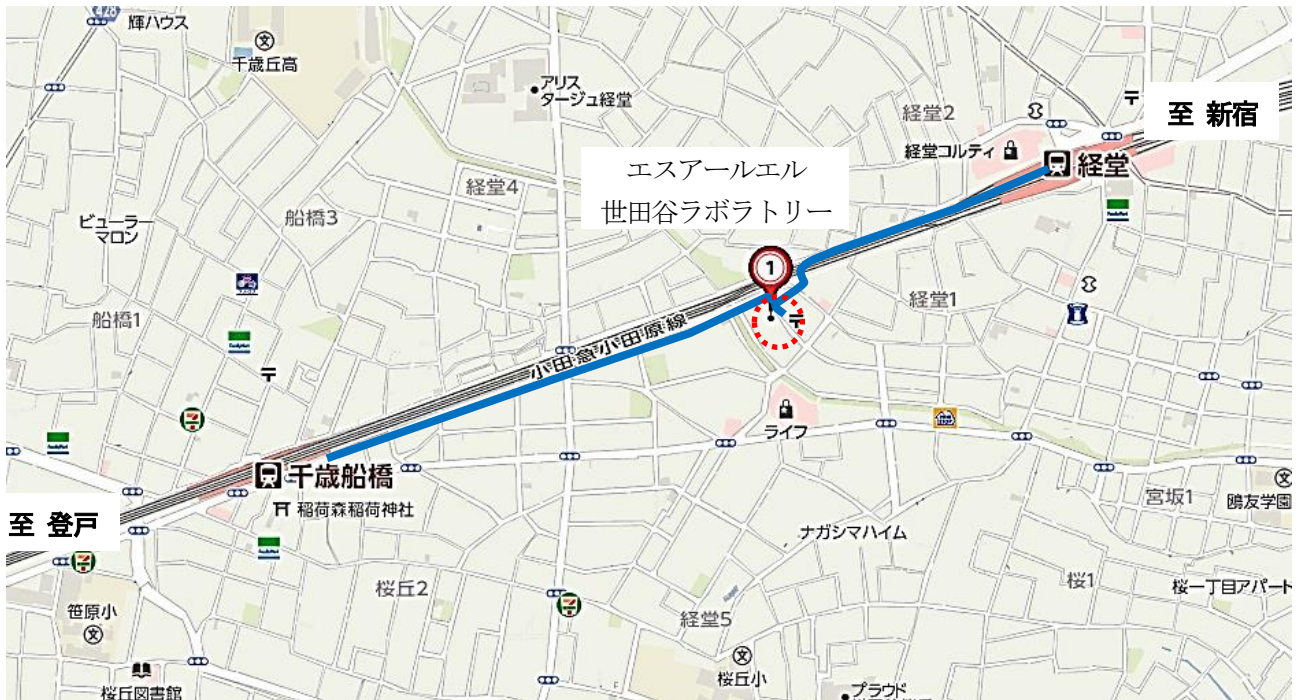 428
輝ハウス
千歳丘高
アリス
タージュ経堂
経堂2
至 新宿
経堂コルティ
経堂
エスアールエル
世田谷ラボラトリー
経堂4
船橋3
ビューラー
マロン
1
経堂1
船橋1
小田急小田原線
FamilyMart
ライフ
千歳船橋
稲荷森稲荷神社
宮坂1
鴎友学園
至 登戸
ナガシマハイム
桜丘2
桜1
桜一丁目アパート
笹原小
経堂5
桜丘小
桜丘図書館
プラウド